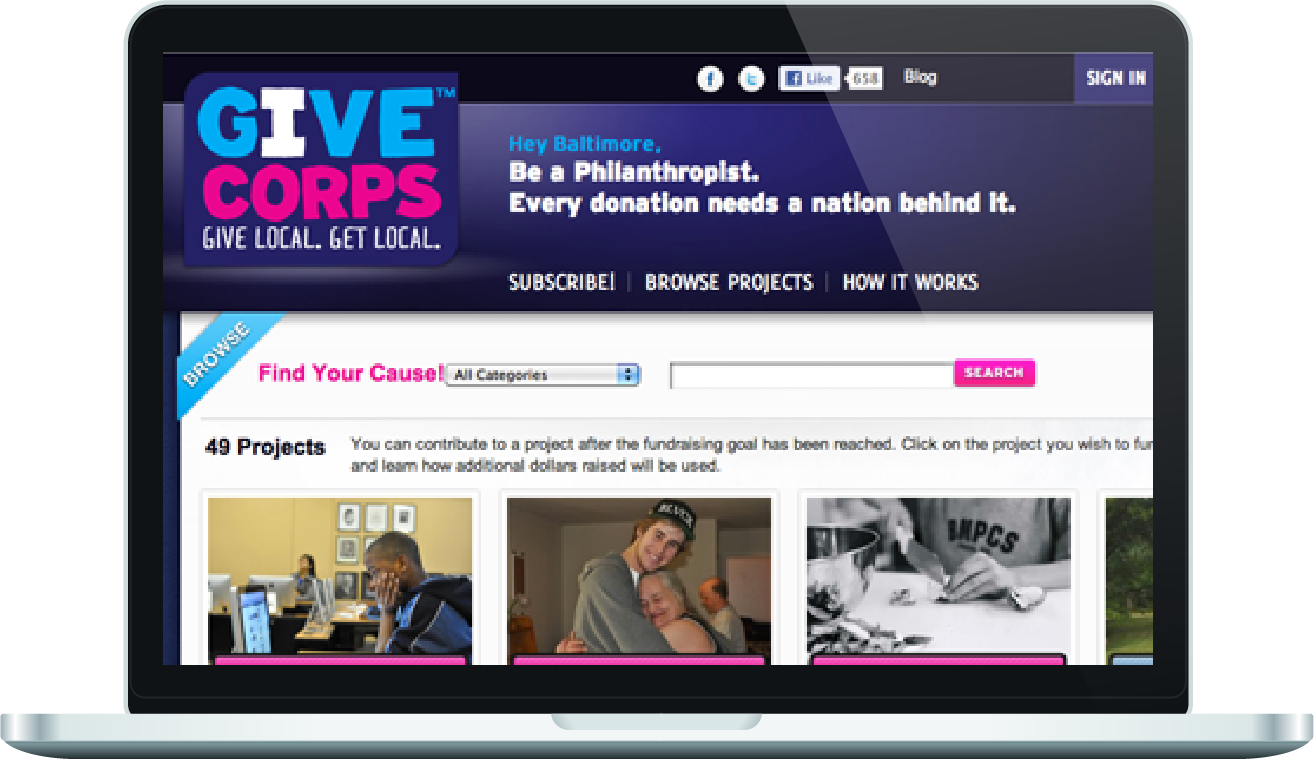 Like
658
Blog
SIGN IN
GIVE™
CORPS
GIVE LOCAL. GET LOCAL.
Hey Baltimore,
Be a Philanthropist.
Every donation needs a nation behind it.
SUBSCRIBE! | BROWSE PROJECTS | HOW IT WORKS
BROWSE
Find Your Cause!
All Categories
SEARCH
49 Projects
You can contribute to a project after the fundraising goal has been reached. Click on the project you wish to fun
and learn how additional dollars raised will be used.